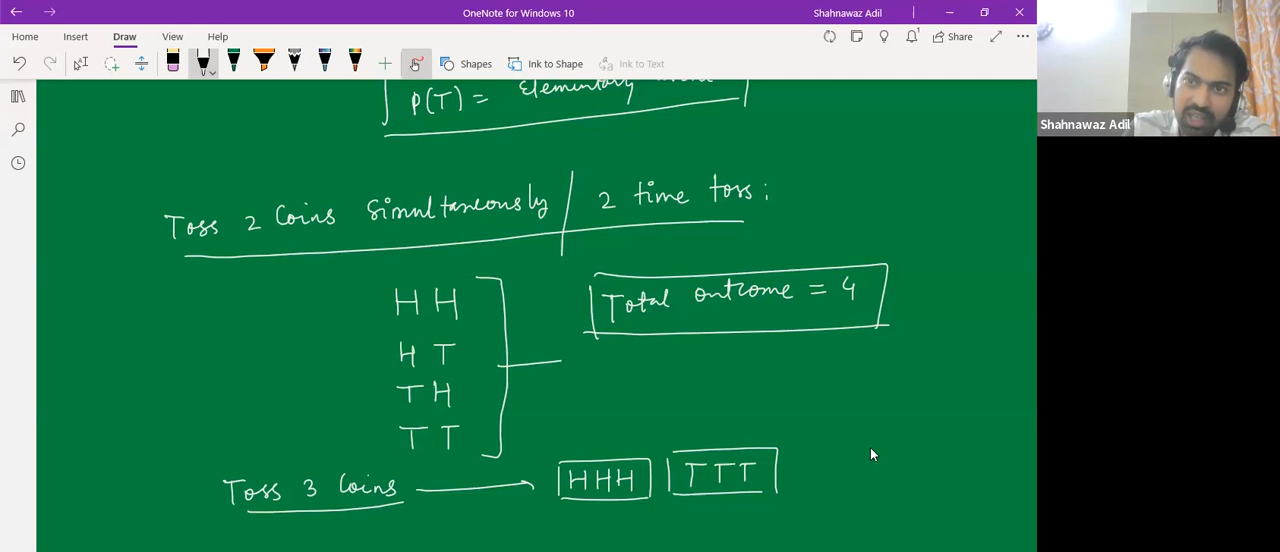 OneNote for Windows 10
Shahnawaz Adil
Home Insert Draw View Help
Share
Shapes
Ink to Shape
Ink to Text
Shahnawaz Adil
P(T) = Elementary
Toss 2 Coins Simultaneously / 2 time toss:
H H
Total outcome = 4
H T
T H
T T
Toss 3 Coins
HHH
TTT